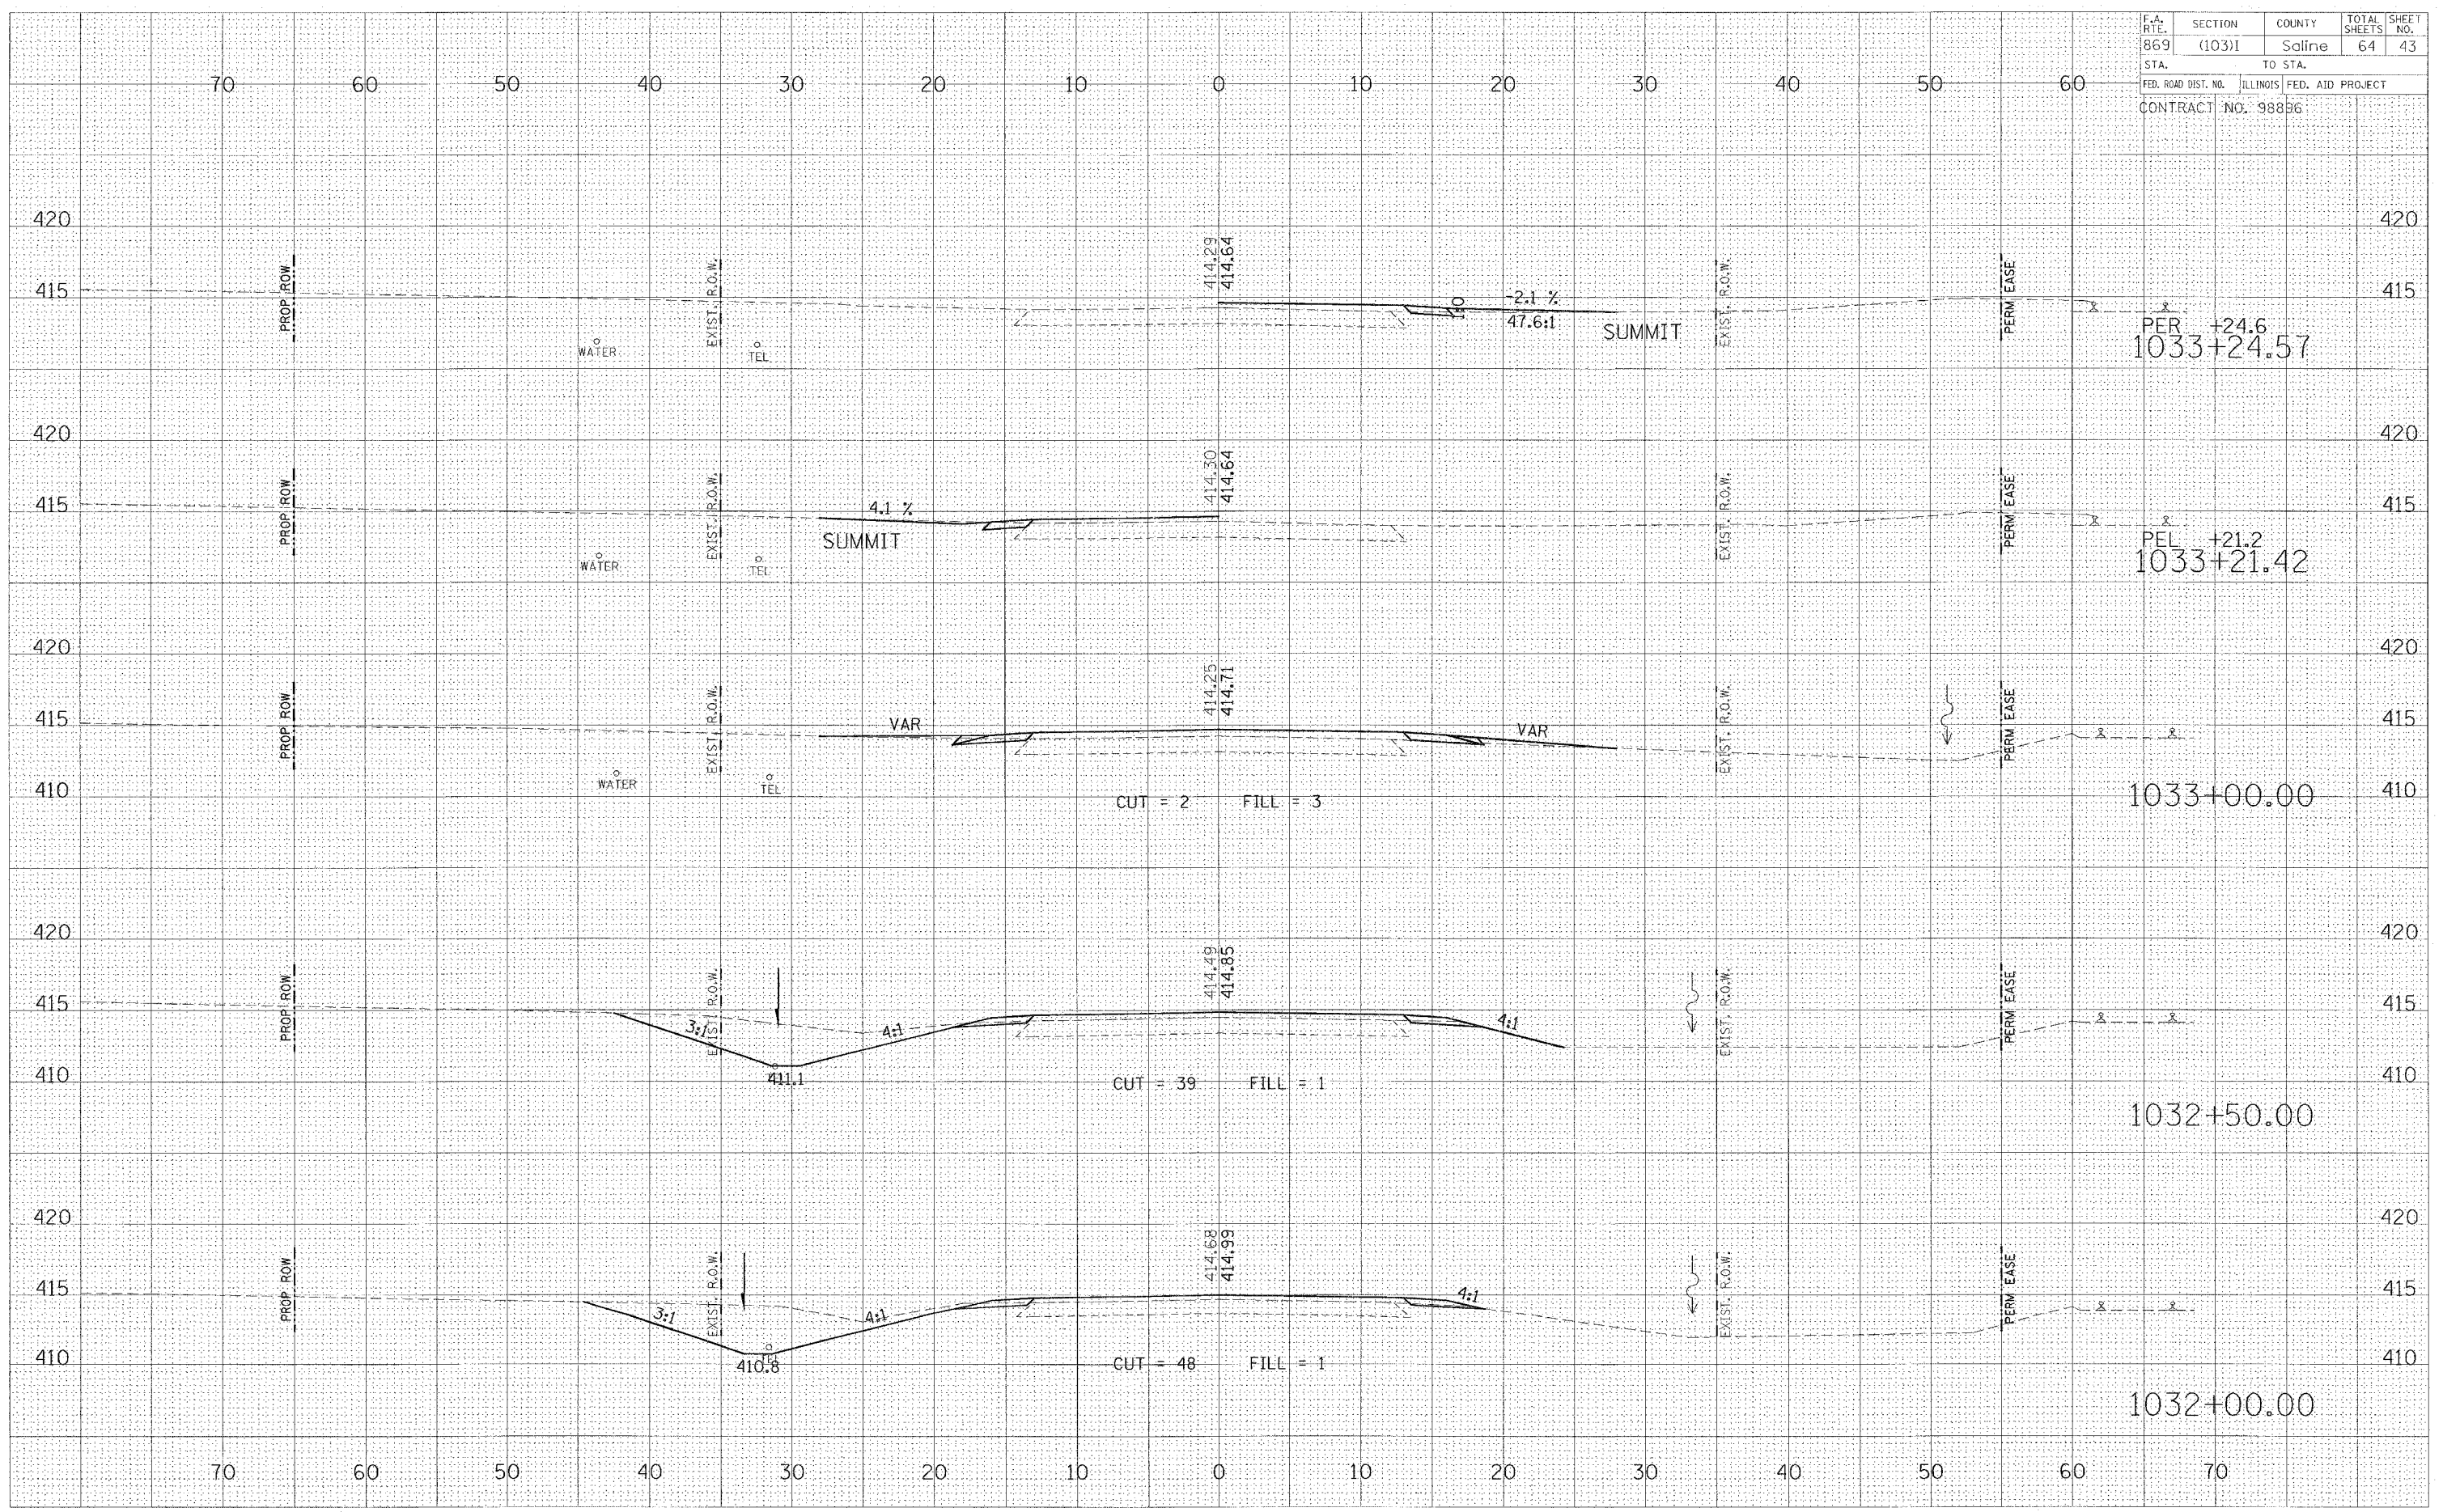 F.A. RTE. SECTION COUNTY TOTAL SHEETS SHEET NO.
869 (103)I Saline 64 43
STA. TO STA.
FED. ROAD DIST. NO. ILLINOIS FED. AID PROJECT
CONTRACT NO. 98896
70 60 50 40 30 20 10 0 10 20 30 40 50 60
420 420
414.29
414.64
415 415
PROP ROW
EXIST. R.O.W.
WATER
TEL
-2.1 %
47.6:1
SUMMIT
EXIST. R.O.W.
PERM EASE
PER +24.6
1033+24.57
420 420
414.30
414.64
415 415
PROP ROW
EXIST. R.O.W.
4.1 %
SUMMIT
WATER
TEL
EXIST. R.O.W.
PERM EASE
PEL +21.2
1033+21.42
420 420
414.25
414.71
415 415
PROP ROW
EXIST. R.O.W.
VAR
VAR
EXIST. R.O.W.
PERM EASE
WATER
TEL
410 410
CUT = 2 FILL = 3
1033+00.00
420 420
414.49
414.85
415 415
PROP ROW
EXIST. R.O.W.
3:1
4:1
4:1
EXIST. R.O.W.
PERM EASE
411.1
410 410
CUT = 39 FILL = 1
1032+50.00
420 420
414.68
414.99
415 415
PROP ROW
EXIST. R.O.W.
3:1
4:1
4:1
EXIST. R.O.W.
PERM EASE
410.8
410 410
CUT = 48 FILL = 1
1032+00.00
70 60 50 40 30 20 10 0 10 20 30 40 50 60 70